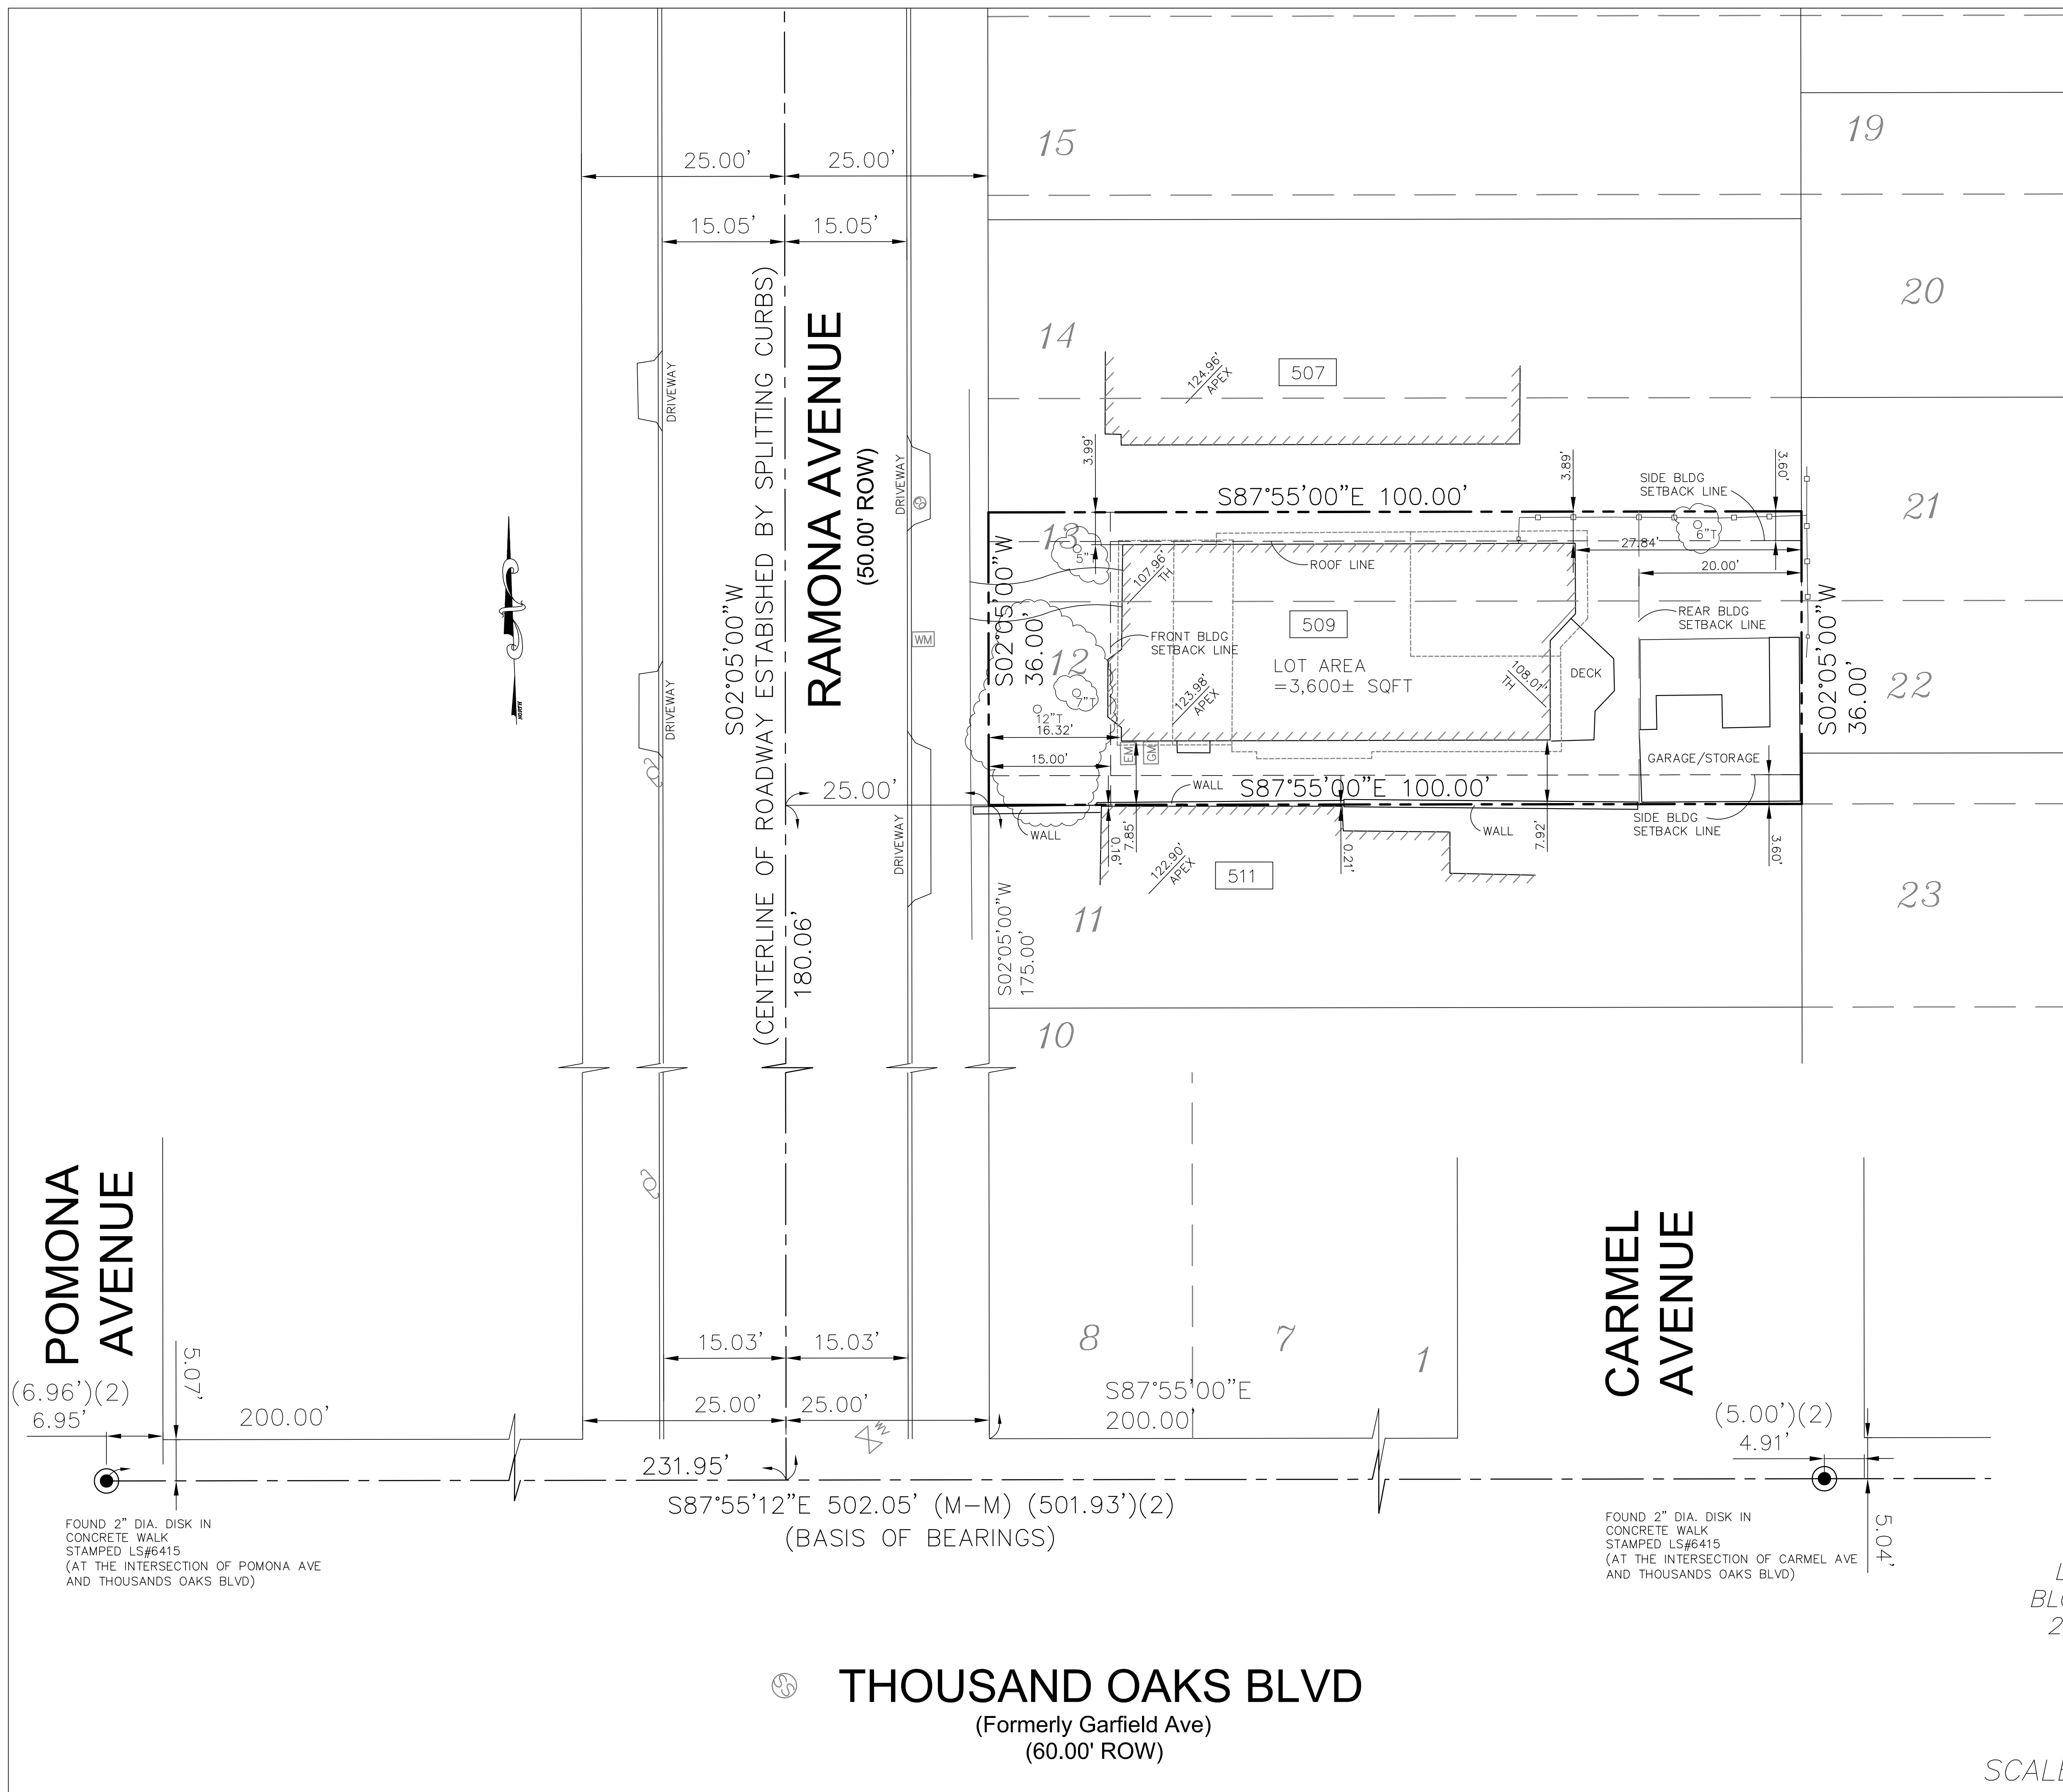 15
19
25.00' 25.00'
15.05' 15.05'
20
14
507
124.96'
APEX
S02°05'00"W
(CENTERLINE OF ROADWAY ESTABISHED BY SPLITTING CURBS)
RAMONA AVENUE
(50.00' ROW)
DRIVEWAY
DRIVEWAY
DRIVEWAY
DRIVEWAY
3.99'
3.89'
3.60'
SIDE BLDG
SETBACK LINE
S87°55'00"E 100.00'
21
13
5"
6"T
27.84'
20.00'
ROOF LINE
107.96'
TH
S02°05'00"W
36.00'
REAR BLDG
SETBACK LINE
509
WM
FRONT BLDG
SETBACK LINE
12
LOT AREA
=3,600± SQFT
108.01'
TH
DECK
22
S02°05'00"W
36.00'
7"T
123.98'
APEX
12"T
16.32'
15.00'
EM
GM
GARAGE/STORAGE
NORTH
25.00'
WALL
S87°55'00"E 100.00'
WALL
WALL
SIDE BLDG
SETBACK LINE
0.16'
7.85'
0.21'
7.92'
3.60'
122.90'
APEX
511
23
11
S02°05'00"W
175.00'
180.06'
10
POMONA
AVENUE
CARMEL
AVENUE
8
7
1
15.03' 15.03'
5.07'
(6.96')(2)
6.95'
200.00'
25.00' 25.00'
S87°55'00"E
200.00'
(5.00')(2)
4.91'
231.95'
S87°55'12"E 502.05' (M-M) (501.93')(2)
(BASIS OF BEARINGS)
FOUND 2" DIA. DISK IN
CONCRETE WALK
STAMPED LS#6415
(AT THE INTERSECTION OF POMONA AVE
AND THOUSANDS OAKS BLVD)
FOUND 2" DIA. DISK IN
CONCRETE WALK
STAMPED LS#6415
(AT THE INTERSECTION OF CARMEL AVE
AND THOUSANDS OAKS BLVD)
5.04'
SS
THOUSAND OAKS BLVD
(Formerly Garfield Ave)
(60.00' ROW)
SCALE